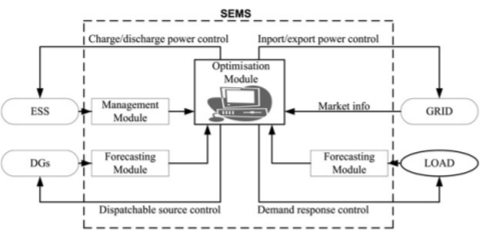 SEMS
Charge/discharge power control
Inport/export power control
Optimisation
Module
ESS
Management
Module
Market info
GRID
DGs
Forecasting
Module
Forecasting
Module
LOAD
Dispatchable source control
Demand response control